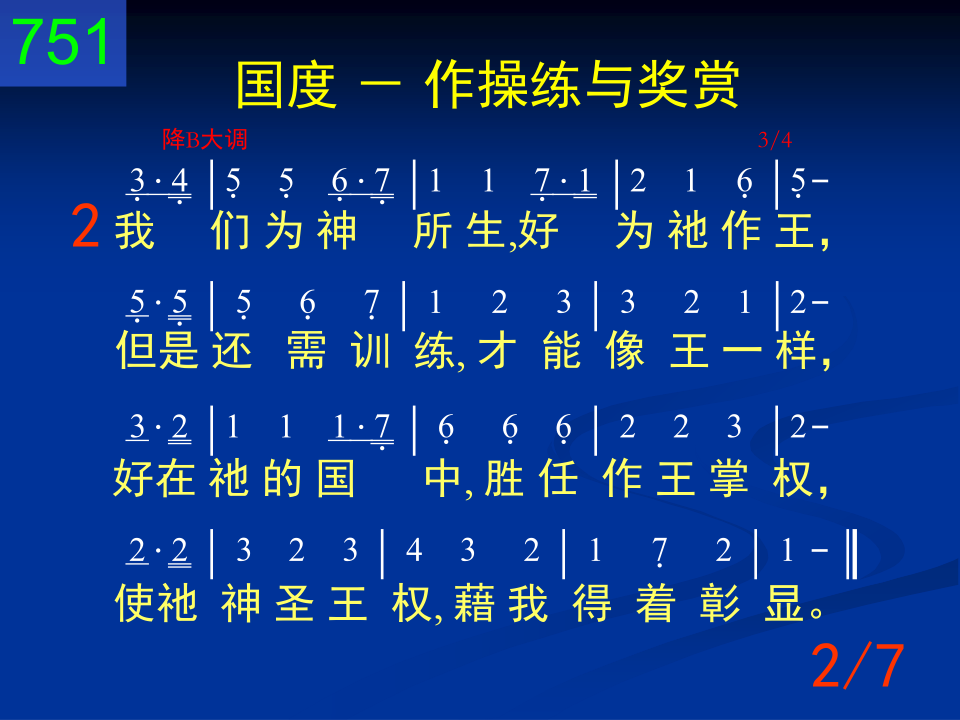 751
国度 － 作操练与奖赏
降B大调 3/4
3̣ · 4̣ | 5̣ 5̣ 6̣ · 7̣ | 1 1 7̣ · 1 | 2 1 6̣ | 5̣ -
2 我 们 为 神 所 生,好 为 祂 作 王，
5̣ · 5̣ | 5̣ 6̣ 7̣ | 1 2 3 | 3 2 1 | 2 -
但是 还 需 训 练, 才 能 像 王 一 样，
3 · 2 | 1 1 1 · 7̣ | 6̣ 6̣ 6̣ | 2 2 3 | 2 -
好在 祂 的 国 中, 胜 任 作 王 掌 权，
2 · 2 | 3 2 3 | 4 3 2 | 1 7̣ 2 | 1 - ‖
使祂 神 圣 王 权, 藉 我 得 着 彰 显。
2/7